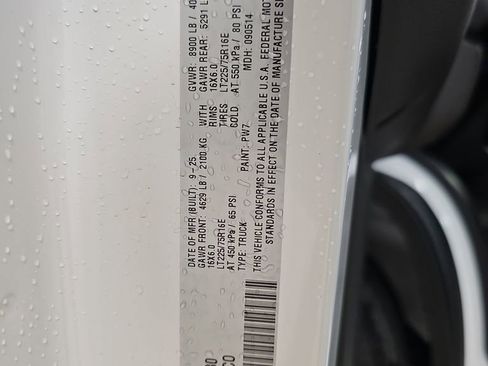 DATE OF MFR (BUILT): 9-25 GVWR: 8900 LB / 40
GAWR FRONT: 4629 LB / 2100 KG WITH GAWR REAR: 5291 L
16X6.0 RIMS 16X6.0
LT225/75R16E TIRES LT225/75R16E
AT 450 kPa / 65 PSI COLD AT 550 kPa / 80 PSI
TYPE: TRUCK PAINT: PW7 MDH: 090514
THIS VEHICLE CONFORMS TO ALL APPLICABLE U.S.A. FEDERAL MOT
STANDARDS IN EFFECT ON THE DATE OF MANUFACTURE S